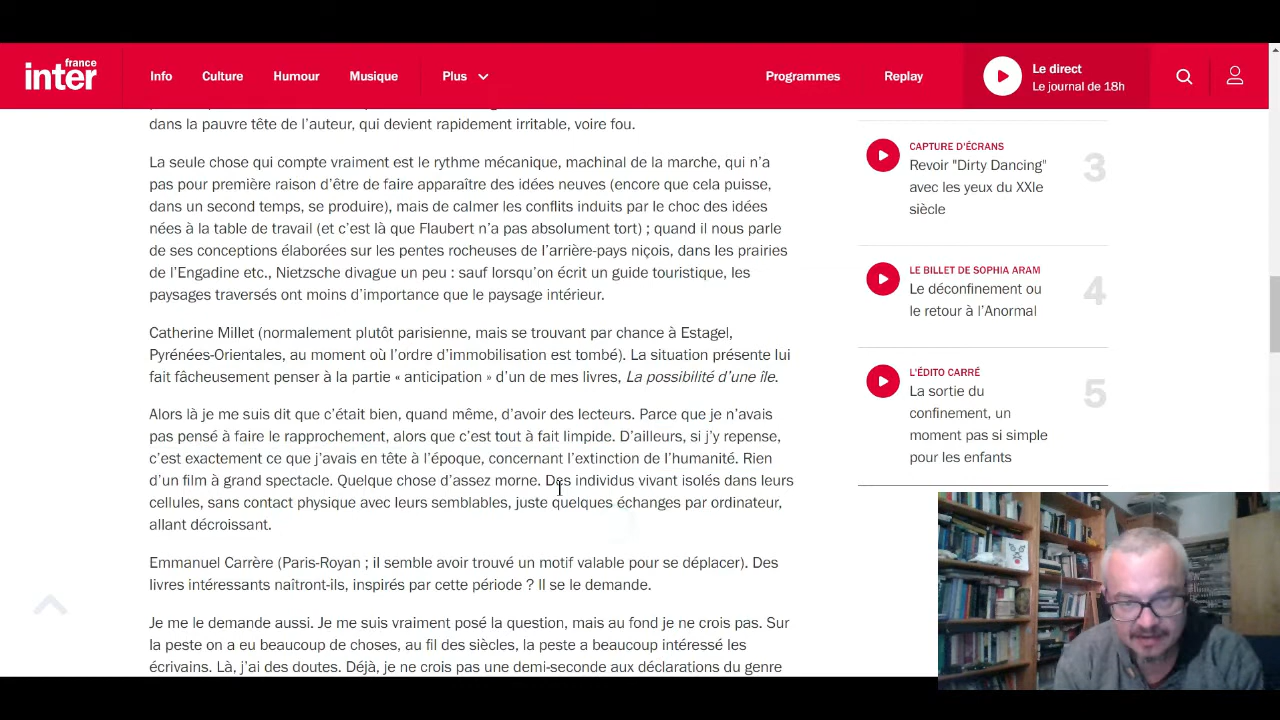 france
inter
Info
Culture
Humour
Musique
Plus
Programmes
Replay
Le direct
Le journal de 18h
dans la pauvre tête de l’auteur, qui devient rapidement irritable, voire fou.
La seule chose qui compte vraiment est le rythme mécanique, machinal de la marche, qui n’a
pas pour première raison d’être de faire apparaître des idées neuves (encore que cela puisse,
dans un second temps, se produire), mais de calmer les conflits induits par le choc des idées
nées à la table de travail (et c’est là que Flaubert n’a pas absolument tort) ; quand il nous parle
de ses conceptions élaborées sur les pentes rocheuses de l’arrière-pays niçois, dans les prairies
de l’Engadine etc., Nietzsche divague un peu : sauf lorsqu’on écrit un guide touristique, les
paysages traversés ont moins d’importance que le paysage intérieur.
Catherine Millet (normalement plutôt parisienne, mais se trouvant par chance à Estagel,
Pyrénées-Orientales, au moment où l’ordre d’immobilisation est tombé). La situation présente lui
fait fâcheusement penser à la partie « anticipation » d’un de mes livres, La possibilité d’une île.
Alors là je me suis dit que c’était bien, quand même, d’avoir des lecteurs. Parce que je n’avais
pas pensé à faire le rapprochement, alors que c’est tout à fait limpide. D’ailleurs, si j’y repense,
c’est exactement ce que j’avais en tête à l’époque, concernant l’extinction de l’humanité. Rien
d’un film à grand spectacle. Quelque chose d’assez morne. Des individus vivant isolés dans leurs
cellules, sans contact physique avec leurs semblables, juste quelques échanges par ordinateur,
allant décroissant.
Emmanuel Carrère (Paris-Royan ; il semble avoir trouvé un motif valable pour se déplacer). Des
livres intéressants naîtront-ils, inspirés par cette période ? Il se le demande.
Je me le demande aussi. Je me suis vraiment posé la question, mais au fond je ne crois pas. Sur
la peste on a eu beaucoup de choses, au fil des siècles, la peste a beaucoup intéressé les
écrivains. Là, j’ai des doutes. Déjà, je ne crois pas une demi-seconde aux déclarations du genre
CAPTURE D'ÉCRANS
Revoir "Dirty Dancing"
avec les yeux du XXIe
siècle
3
LE BILLET DE SOPHIA ARAM
Le déconfinement ou
le retour à l’Anormal
4
L'ÉDITO CARRÉ
La sortie du
confinement, un
moment pas si simple
pour les enfants
5